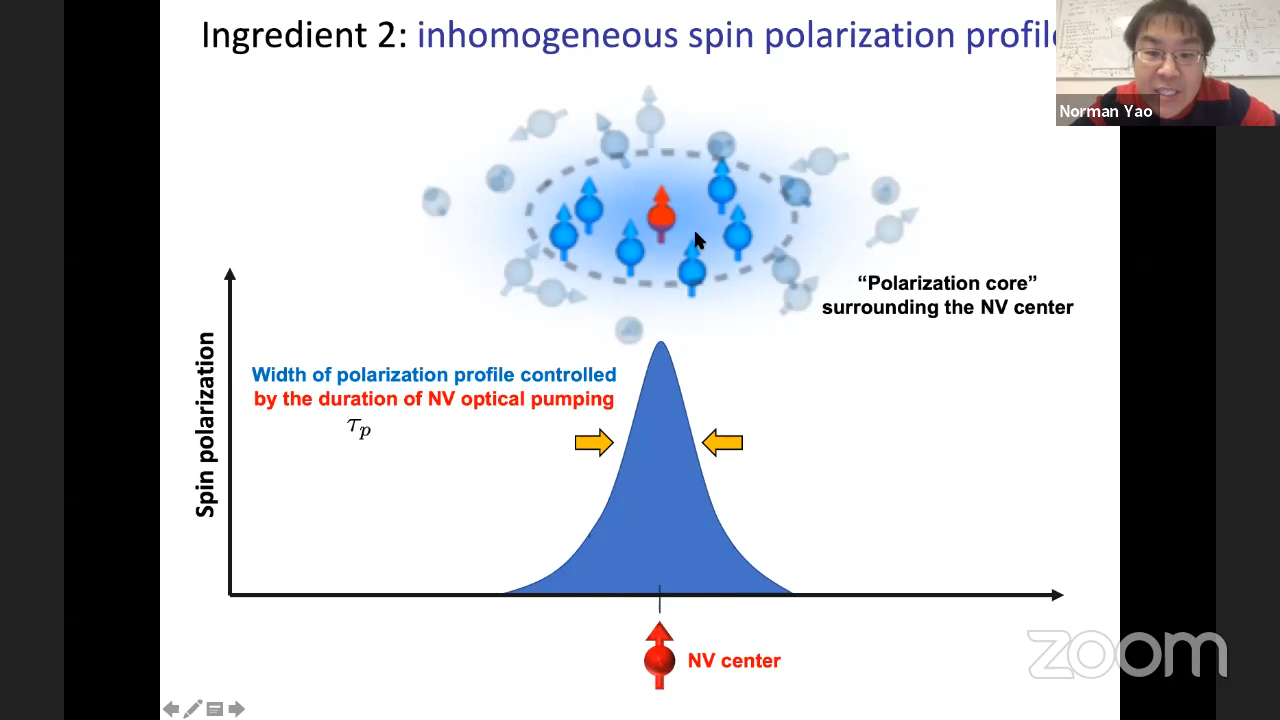 Ingredient 2: inhomogeneous spin polarization profile
Norman Yao
“Polarization core”
surrounding the NV center
Width of polarization profile controlled
by the duration of NV optical pumping
τp
Spin polarization
NV center
zoom